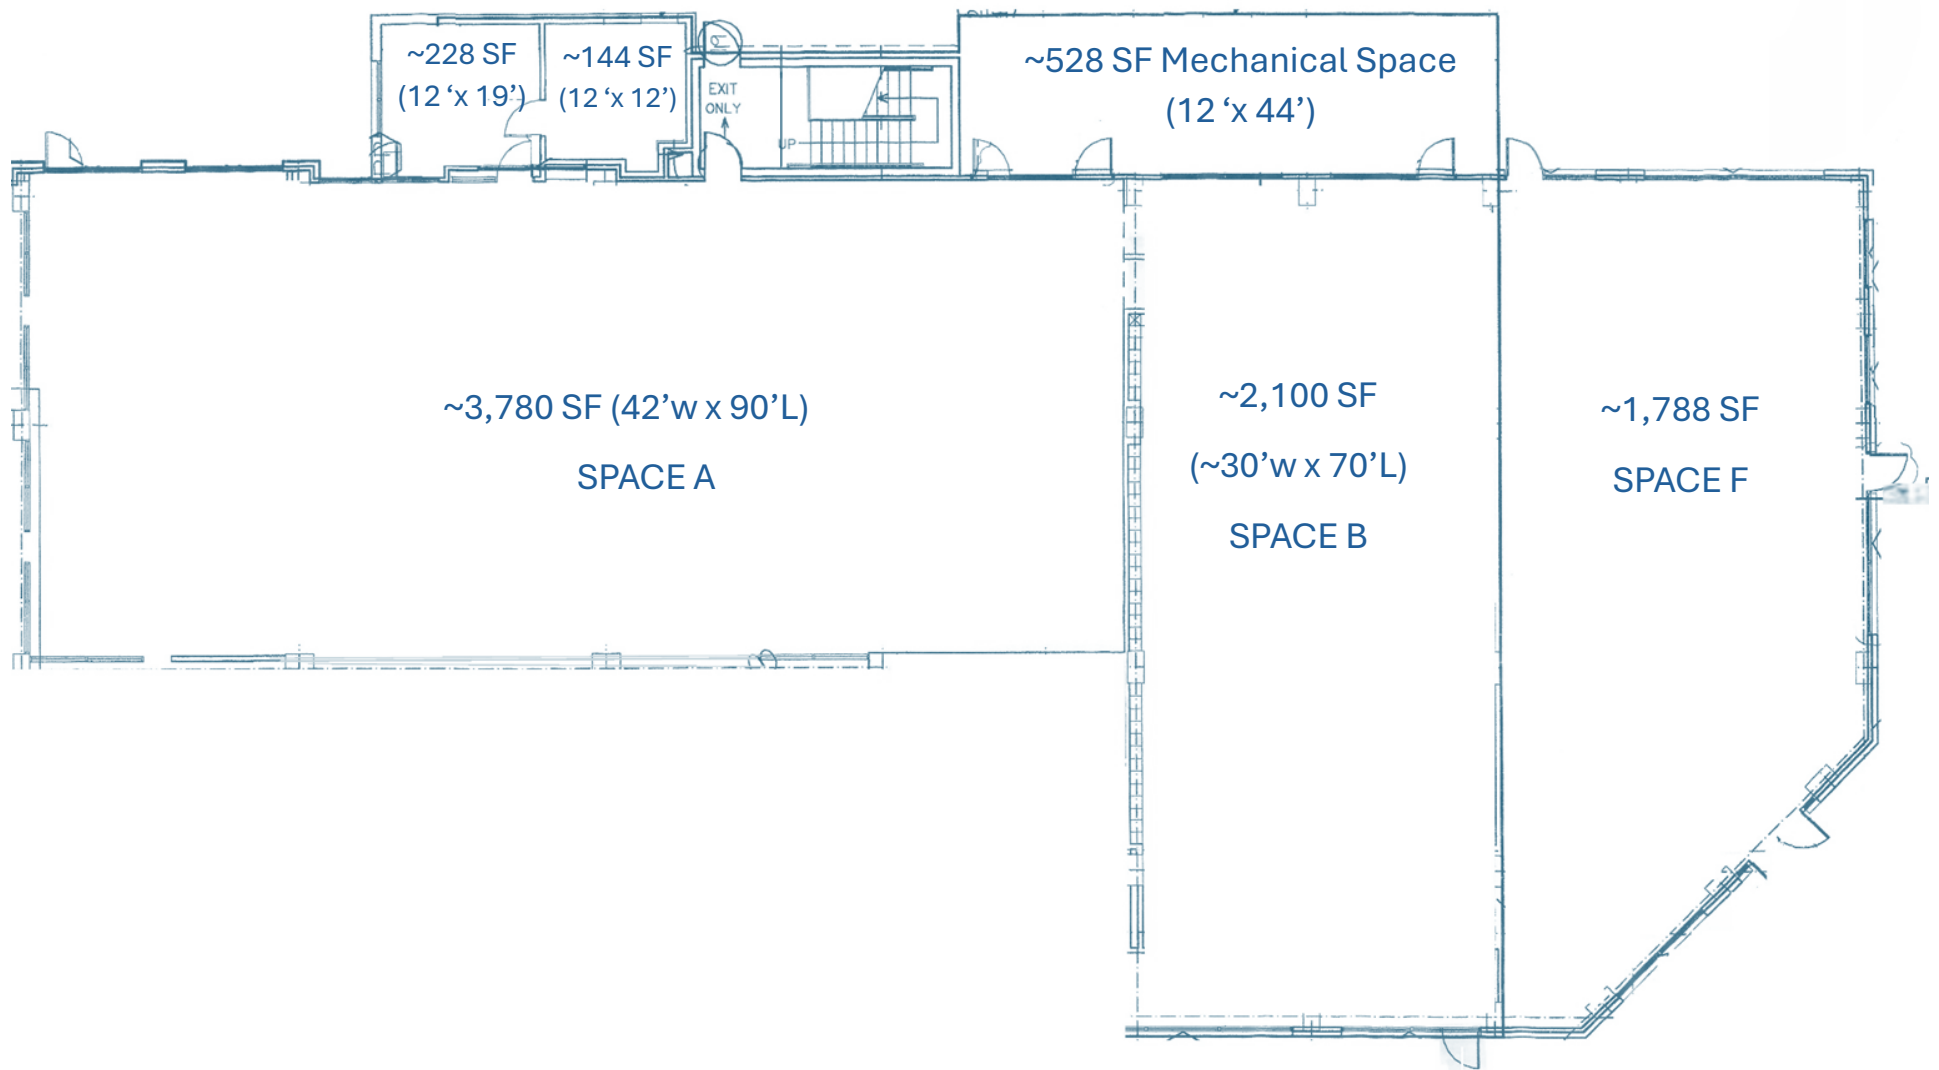 ~228 SF
(12 ‘x 19’)
~144 SF
(12 ‘x 12’)
EXIT
ONLY
UP
~528 SF Mechanical Space
(12 ‘x 44’)
~3,780 SF (42’w x 90’L)
SPACE A
~2,100 SF
(~30’w x 70’L)
SPACE B
~1,788 SF
SPACE F